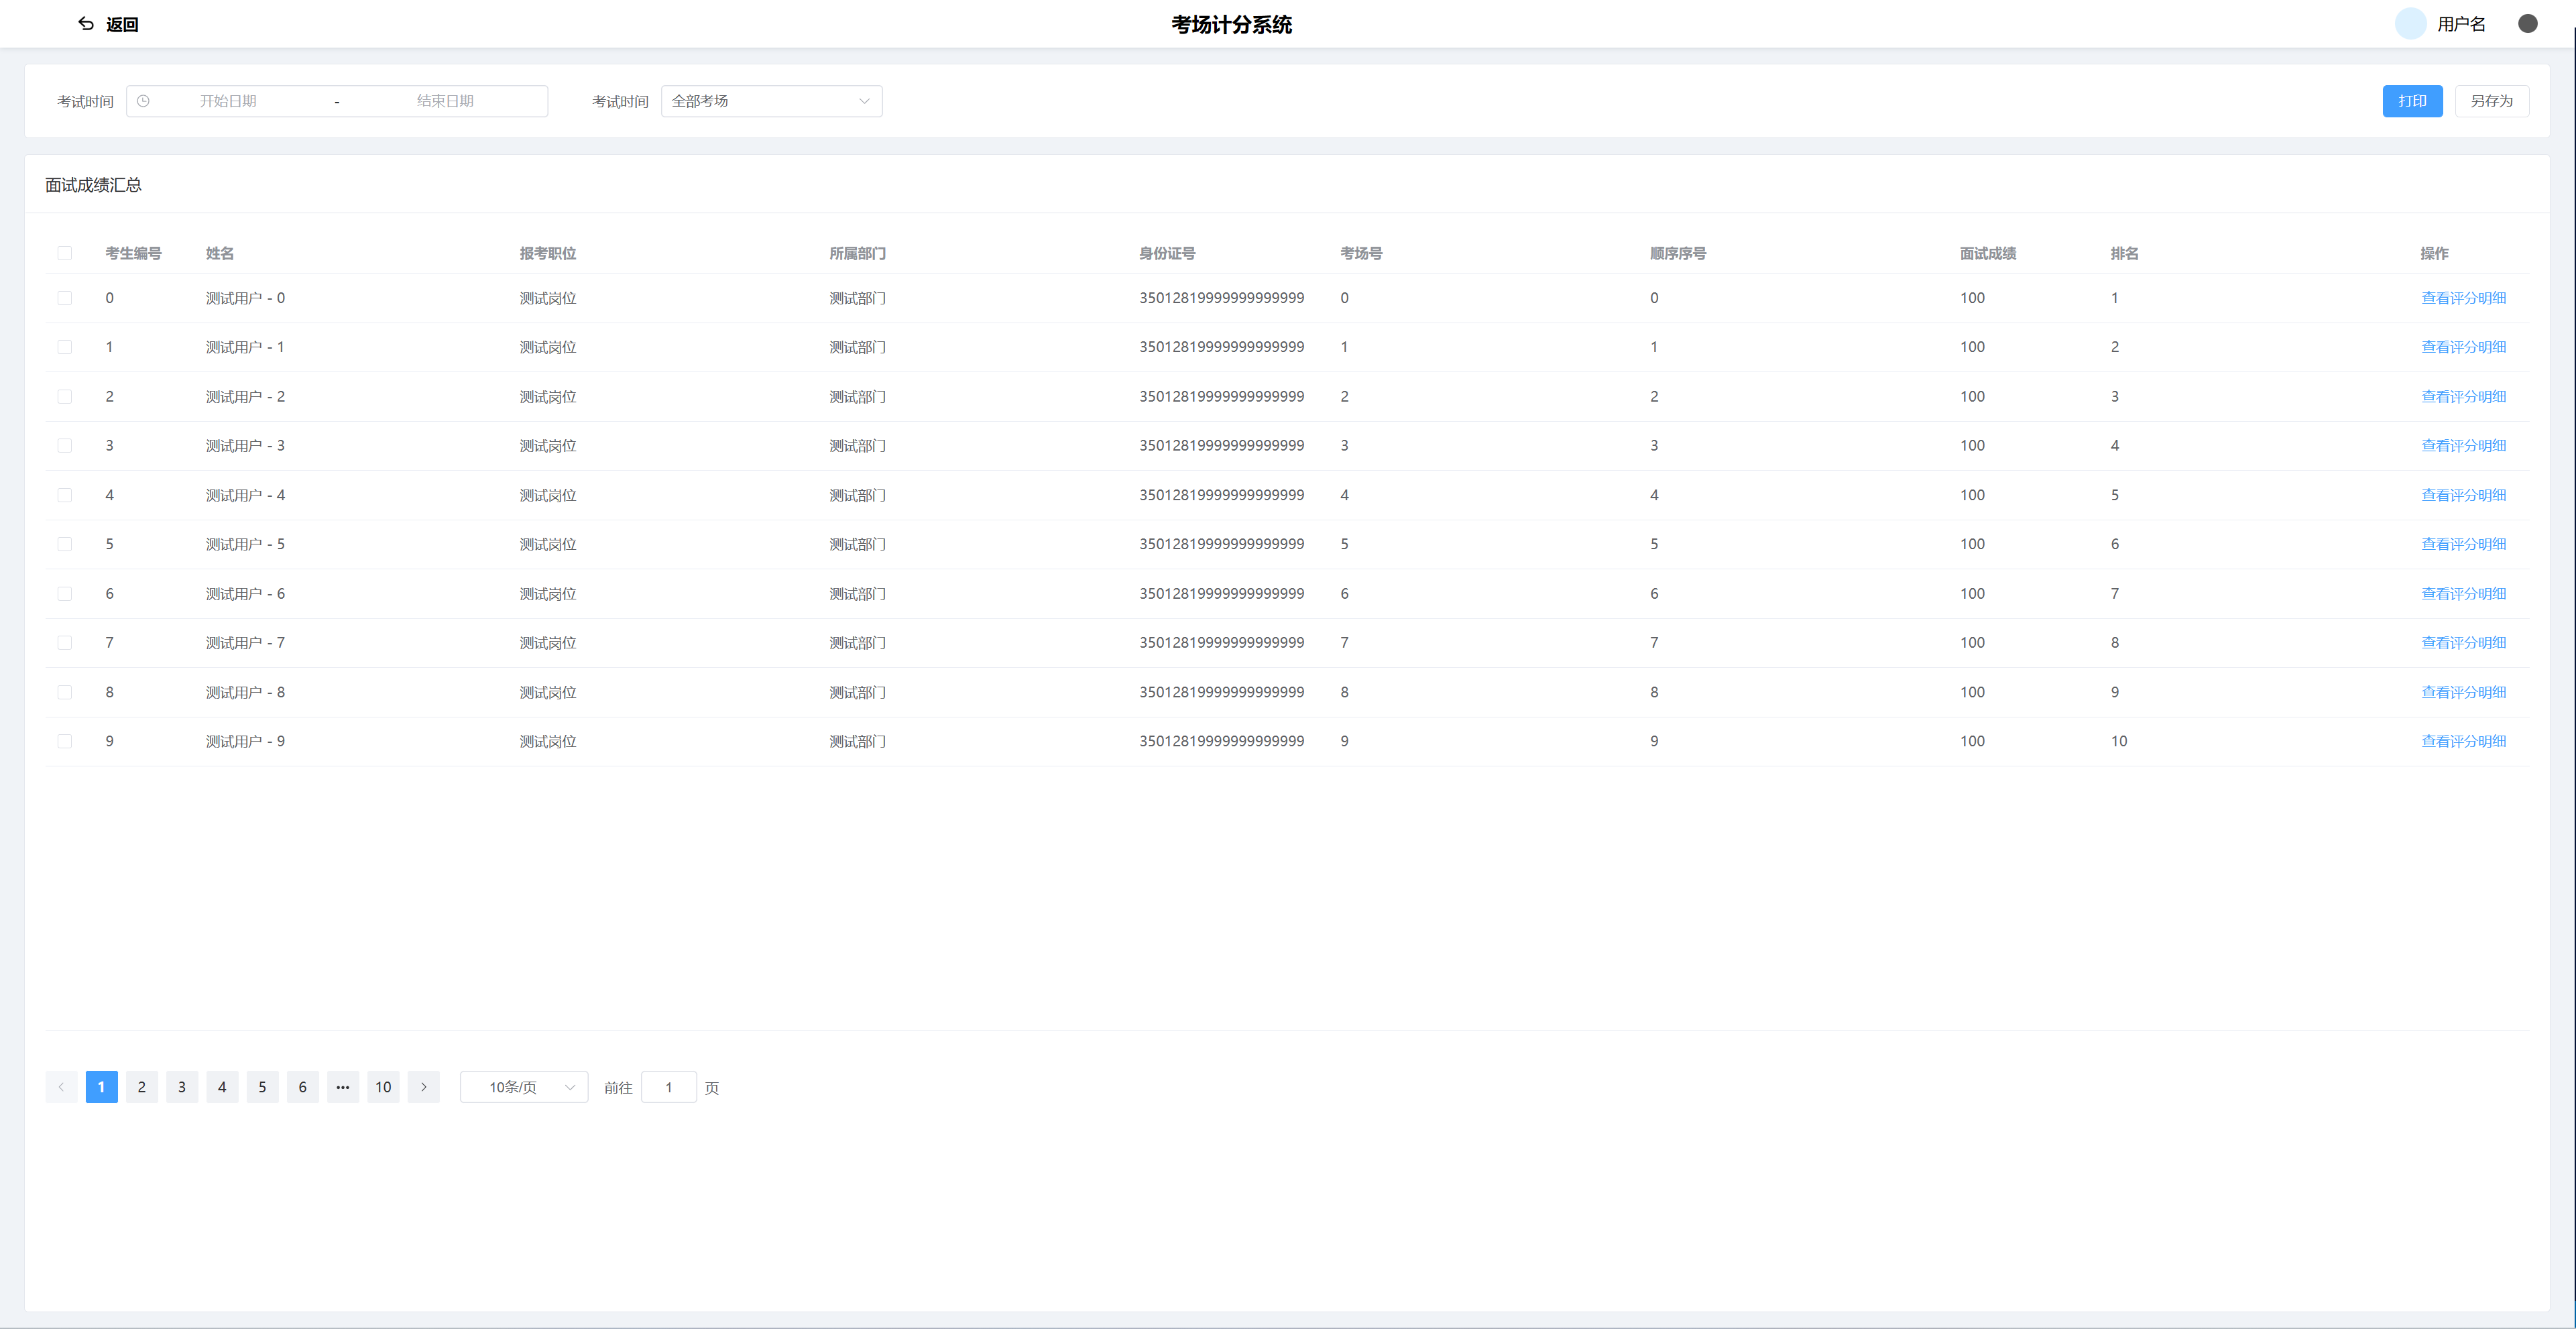 返回 考场计分系统 用户名
考试时间 开始日期 - 结束日期 考试时间 全部考场 打印 另存为
面试成绩汇总
考生编号 姓名 报考职位 所属部门 身份证号 考场号 顺序序号 面试成绩 排名 操作
0 测试用户 - 0 测试岗位 测试部门 35012819999999999999 0 0 100 1 查看评分明细
1 测试用户 - 1 测试岗位 测试部门 35012819999999999999 1 1 100 2 查看评分明细
2 测试用户 - 2 测试岗位 测试部门 35012819999999999999 2 2 100 3 查看评分明细
3 测试用户 - 3 测试岗位 测试部门 35012819999999999999 3 3 100 4 查看评分明细
4 测试用户 - 4 测试岗位 测试部门 35012819999999999999 4 4 100 5 查看评分明细
5 测试用户 - 5 测试岗位 测试部门 35012819999999999999 5 5 100 6 查看评分明细
6 测试用户 - 6 测试岗位 测试部门 35012819999999999999 6 6 100 7 查看评分明细
7 测试用户 - 7 测试岗位 测试部门 35012819999999999999 7 7 100 8 查看评分明细
8 测试用户 - 8 测试岗位 测试部门 35012819999999999999 8 8 100 9 查看评分明细
9 测试用户 - 9 测试岗位 测试部门 35012819999999999999 9 9 100 10 查看评分明细
1 2 3 4 5 6 ••• 10 10条/页 前往 1 页